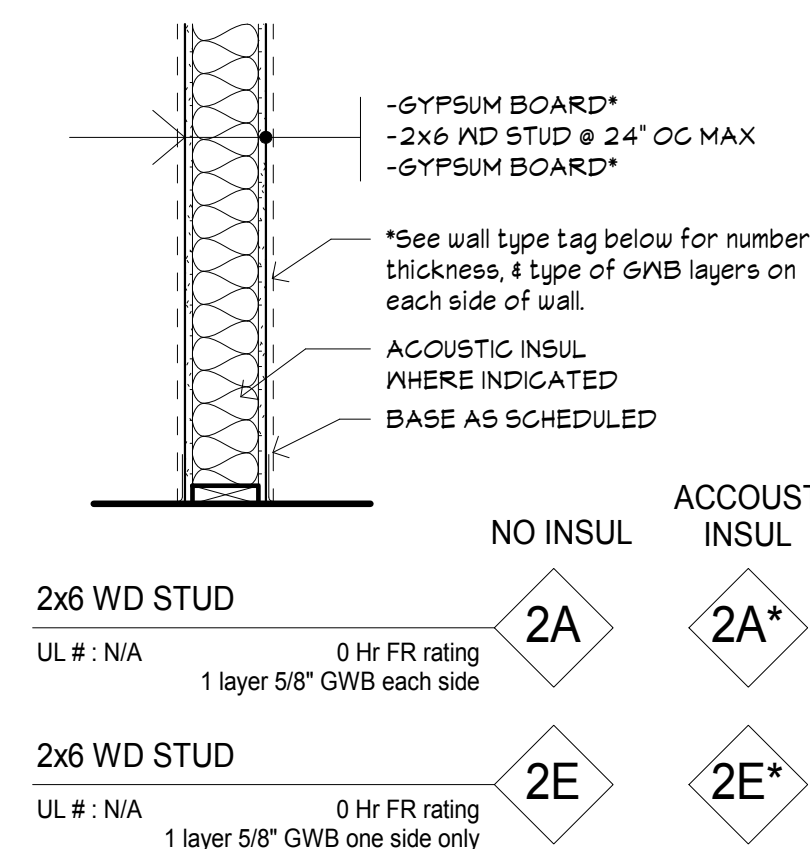 -GYPSUM BOARD*
-2x6 WD STUD @ 24" OC MAX
-GYPSUM BOARD*
*See wall type tag below for number
thickness, & type of GWB layers on
each side of wall.
ACOUSTIC INSUL
WHERE INDICATED
BASE AS SCHEDULED
NO INSUL
ACCOUST
INSUL
2x6 WD STUD
2A
2A*
UL # : N/A 0 Hr FR rating
1 layer 5/8" GWB each side
2x6 WD STUD
2E
2E*
UL # : N/A 0 Hr FR rating
1 layer 5/8" GWB one side only